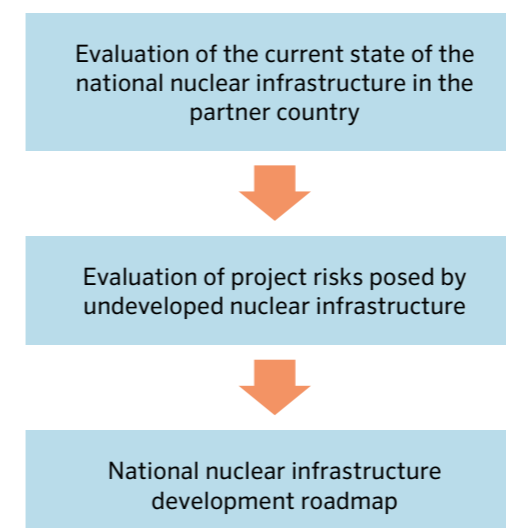 Evaluation of the current state of the
national nuclear infrastructure in the
partner country
Evaluation of project risks posed by
undeveloped nuclear infrastructure
National nuclear infrastructure
development roadmap